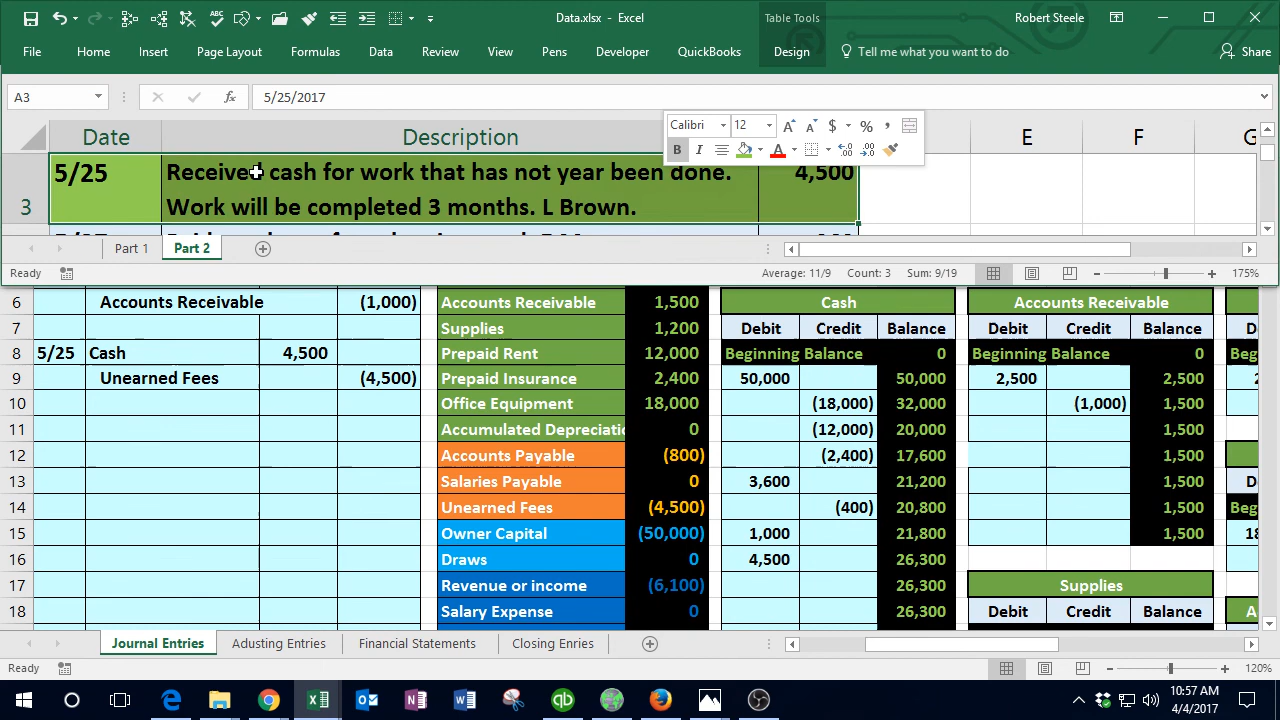 Data.xlsx - Excel
Table Tools
Robert Steele
File Home Insert Page Layout Formulas Data Review View Pens Developer QuickBooks Design Tell me what you want to do Share
A3 fx 5/25/2017
Calibri 12 $ % ,
B I A
Date Description E F G
3 5/25 Received cash for work that has not year been done. 4,500
Work will be completed 3 months. L Brown.
Part 1 Part 2
Ready Average: 11/9 Count: 3 Sum: 9/19 175%
6 Accounts Receivable (1,000) Accounts Receivable 1,500 Cash Accounts Receivable
7 Supplies 1,200 Debit Credit Balance Debit Credit Balance D
8 5/25 Cash 4,500 Prepaid Rent 12,000 Beginning Balance 0 Beginning Balance 0 Beg
9 Unearned Fees (4,500) Prepaid Insurance 2,400 50,000 50,000 2,500 2,500 2
10 Office Equipment 18,000 (18,000) 32,000 (1,000) 1,500
11 Accumulated Depreciatio 0 (12,000) 20,000 1,500
12 Accounts Payable (800) (2,400) 17,600 1,500
13 Salaries Payable 0 3,600 21,200 1,500 D
14 Unearned Fees (4,500) (400) 20,800 1,500 Beg
15 Owner Capital (50,000) 1,000 21,800 1,500 18
16 Draws 0 4,500 26,300
17 Revenue or income (6,100) 26,300 Supplies
18 Salary Expense 0 26,300 Debit Credit Balance A
Journal Entries Adusting Entries Financial Statements Closing Enries
Ready 120%
10:57 AM
4/4/2017